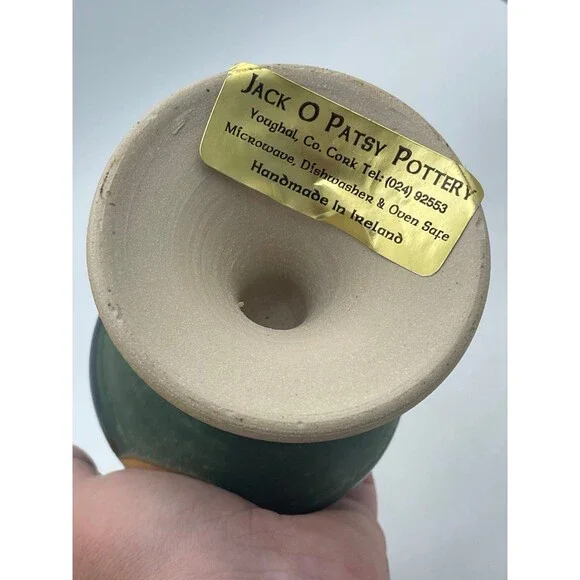 Jack O Patsy Pottery
Youghal, Co. Cork Tel: (024) 92553
Microwave, Dishwasher & Oven Safe
Handmade in Ireland